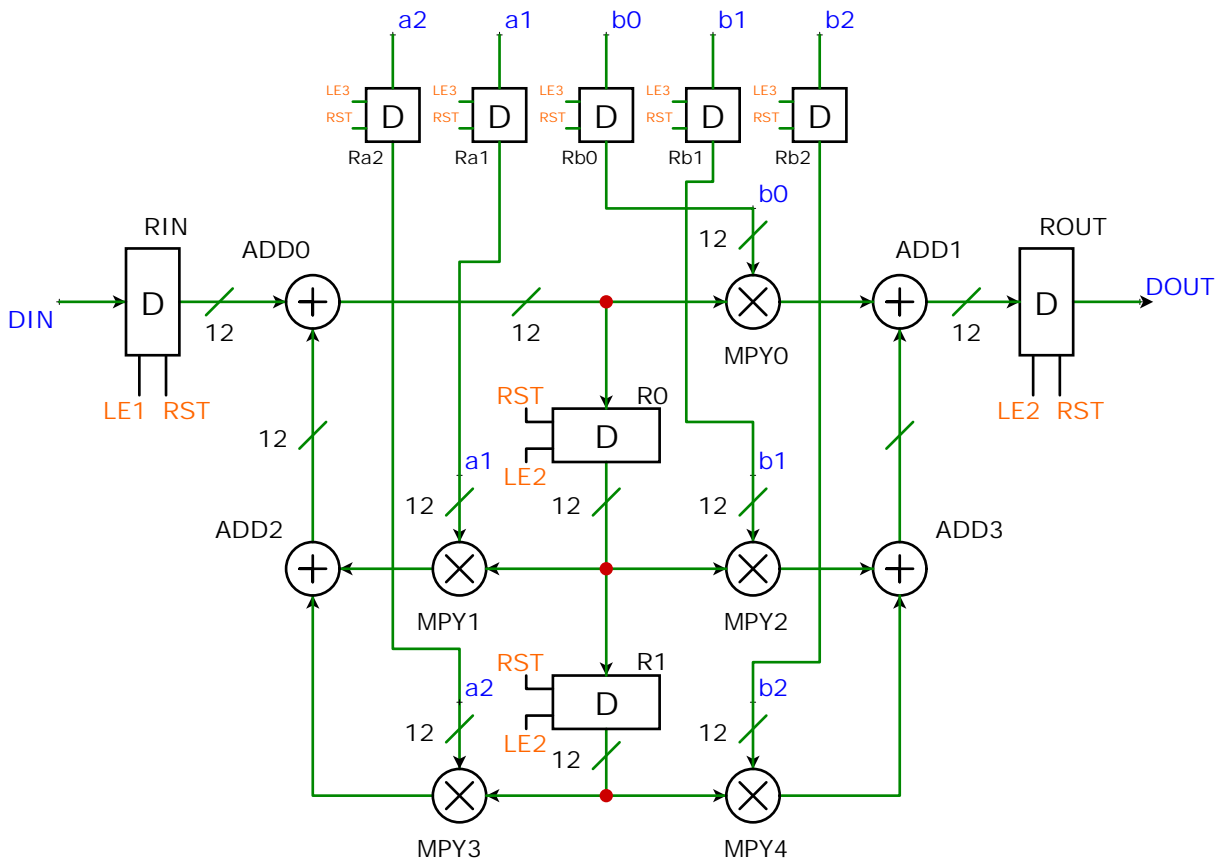 a2 a1 b0 b1 b2
LE3 LE3 LE3 LE3 LE3
D D D D D
RST RST RST RST RST
Ra2 Ra1 Rb0 Rb1 Rb2
b0
RIN ROUT
ADD0 12 ADD1
DIN D + × + D DOUT
12 12 12
MPY0
RST R0
LE1 RST LE2 RST
12 D
a1 LE2 b1
12 12 12
ADD2 ADD3
+ × × +
MPY1 MPY2
RST R1
a2 D b2
12 LE2 12 12
× ×
MPY3 MPY4